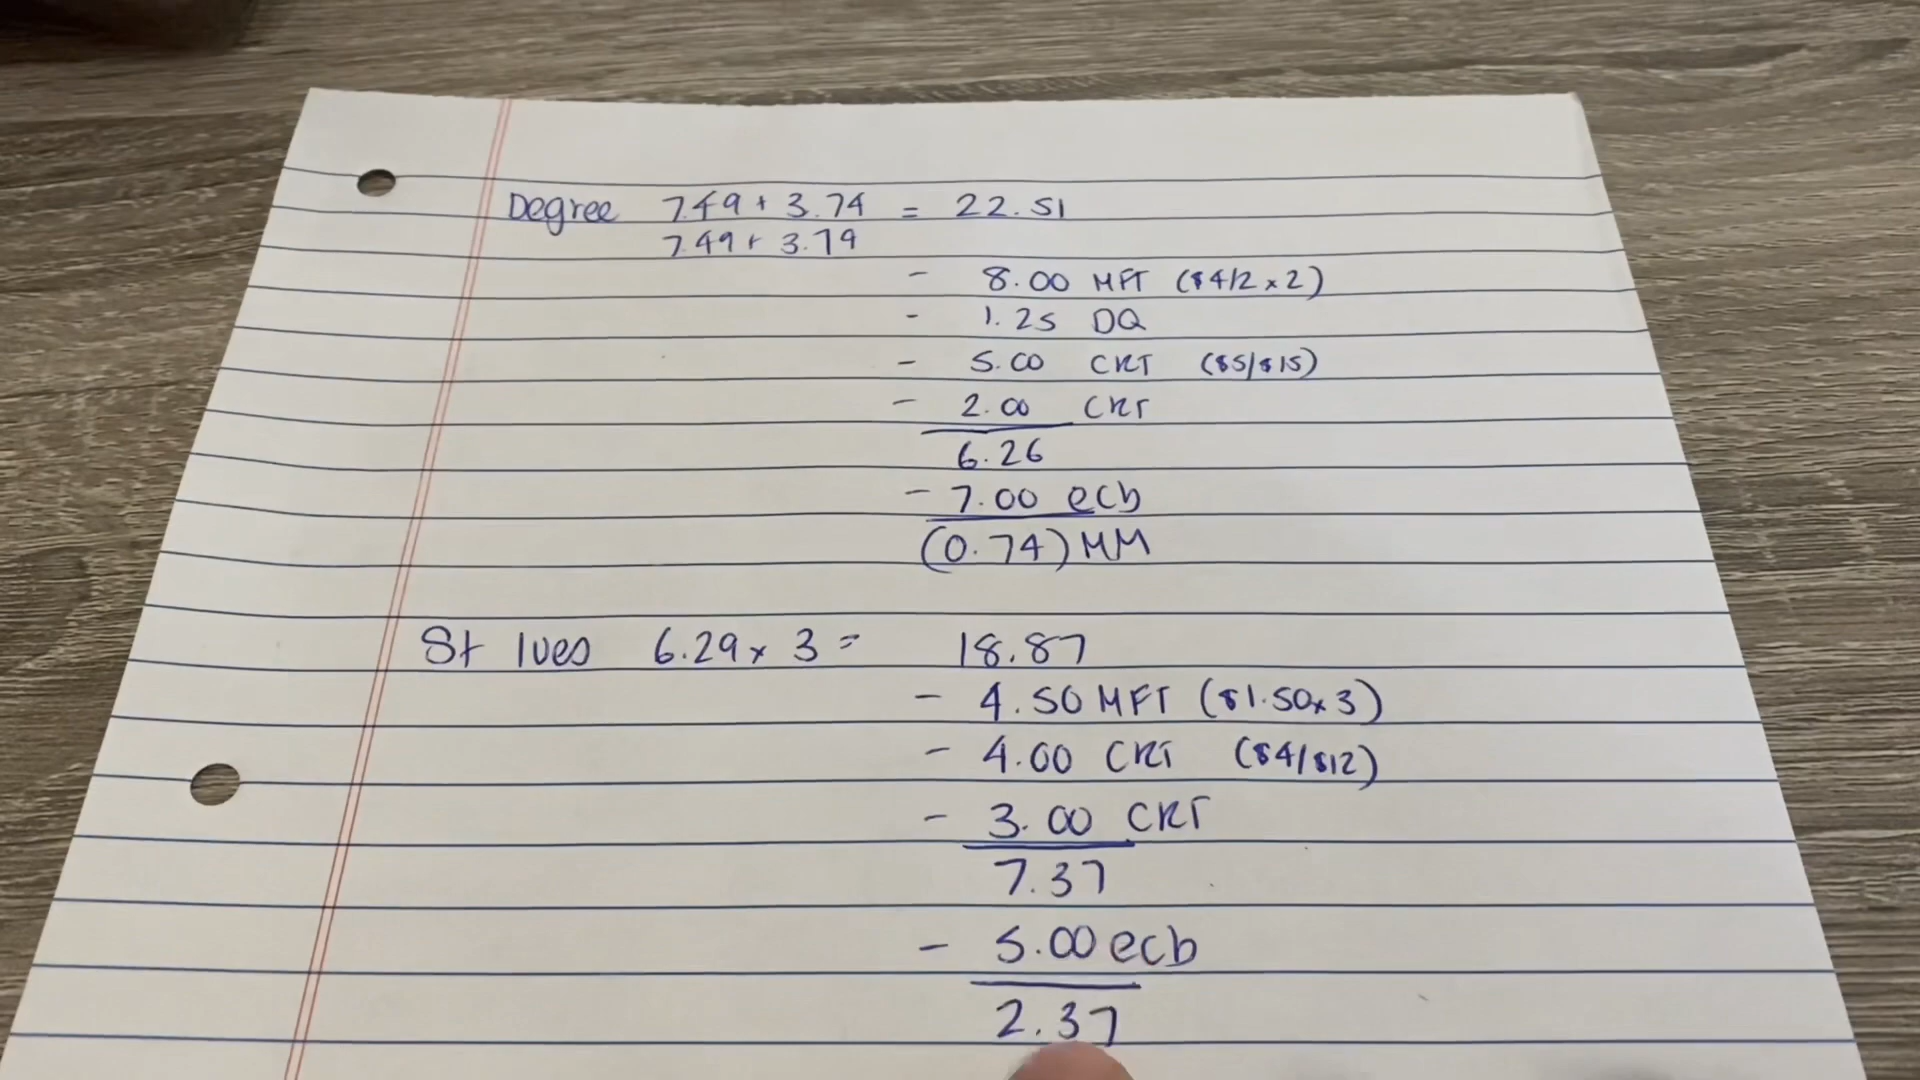 Degree 7.49 + 3.74 = 22.51
7.49 + 3.79
- 8.00 MFT ($4/2 x 2)
- 1.25 DQ
- 5.00 CRT ($5/$15)
- 2.00 CRT
6.26
- 7.00 ecb
(0.74) MM
St Ives 6.29 x 3 = 18.87
- 4.50 MFT ($1.50x3)
- 4.00 CRT ($4/$12)
- 3.00 CRT
7.37
- 5.00 ecb
2.37